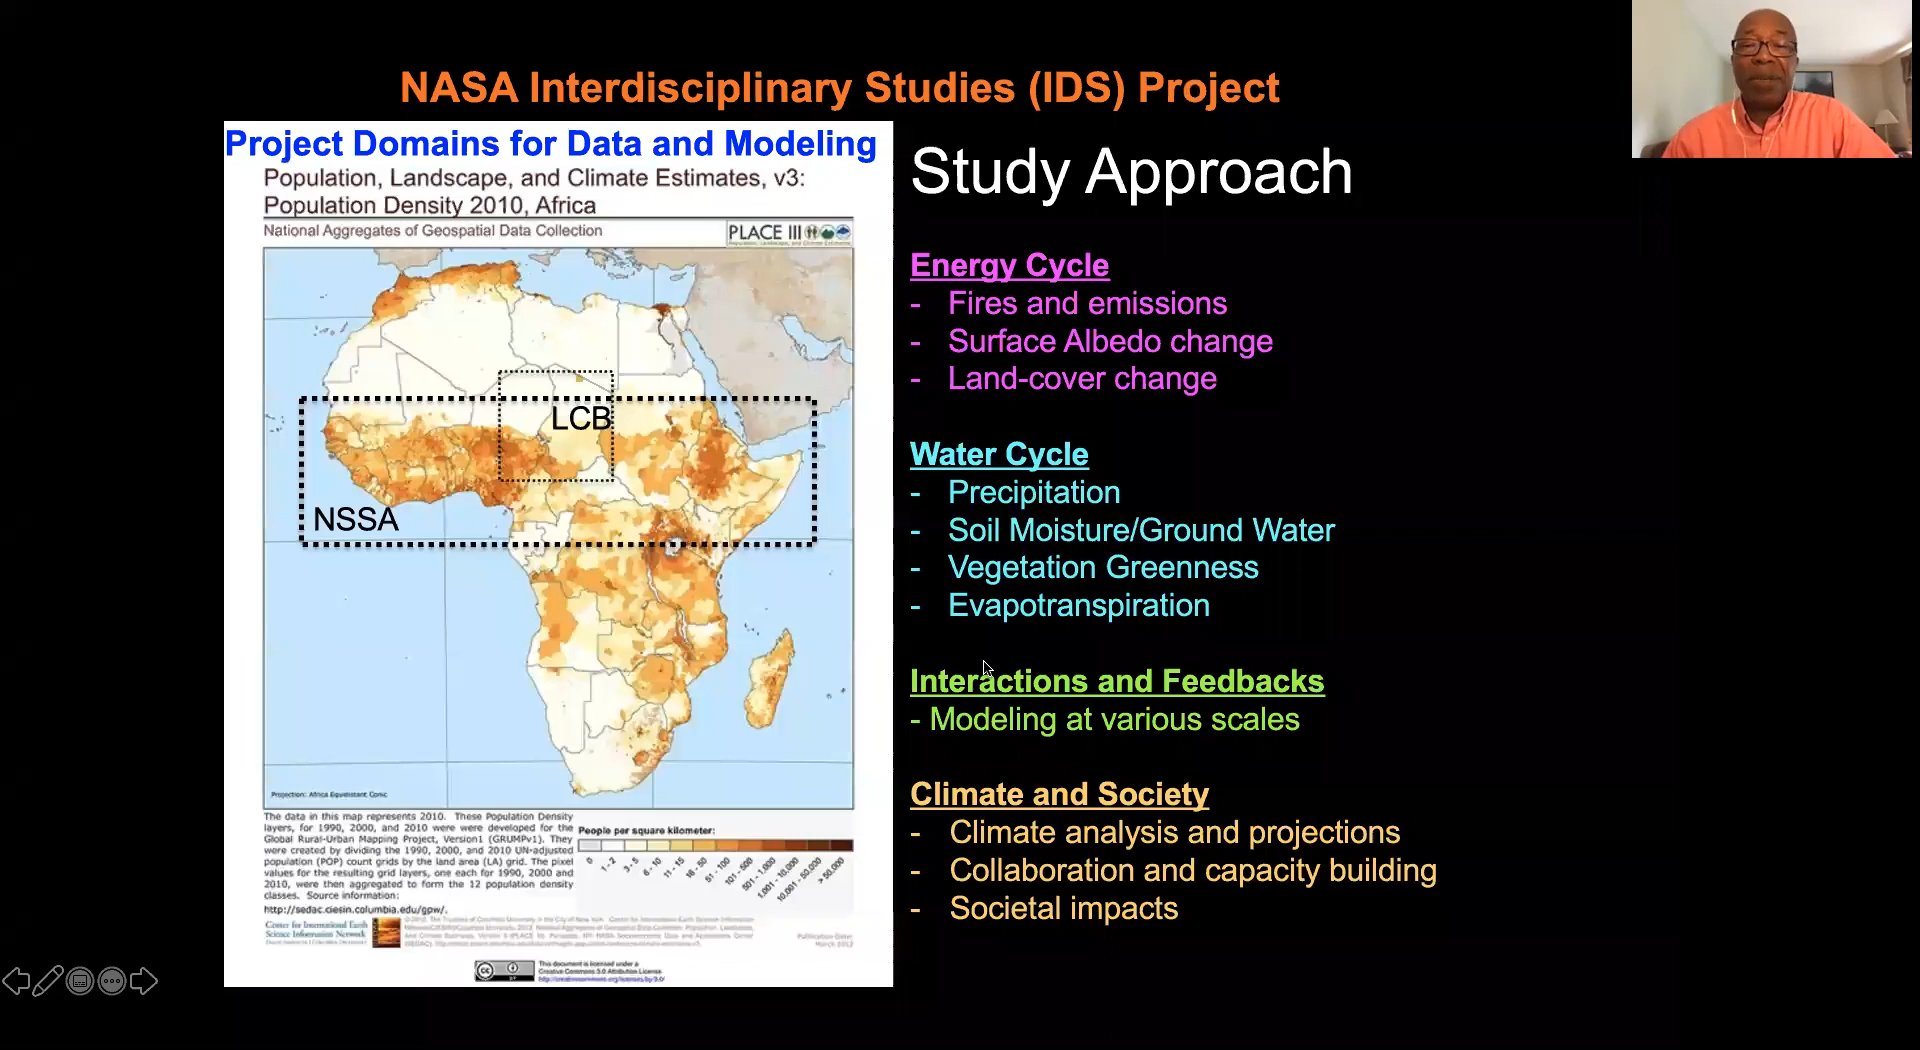 NASA Interdisciplinary Studies (IDS) Project
Project Domains for Data and Modeling
Population, Landscape, and Climate Estimates, v3:
Population Density 2010, Africa
National Aggregates of Geospatial Data Collection
PLACE III
LCB
NSSA
Projection: Africa Equidistant Conic
The data in this map represents 2010. These Population Density
layers, for 1990, 2000, and 2010 were were developed for the
Global Rural-Urban Mapping Project, Version1 (GRUMPv1). They
were created by dividing the 1990, 2000, and 2010 UN-adjusted
population (POP) count grids by the land area (LA) grid. The pixel
values for the resulting grid layers, one each for 1990, 2000 and
2010, were then aggregated to form the 12 population density
classes. Source information:
http://sedac.ciesin.columbia.edu/gpw/.
People per square kilometer:
0
1 - 2
3 - 5
6 - 10
11 - 15
16 - 50
51 - 100
101 - 500
501 - 1,000
1,001 - 10,000
10,001 - 50,000
> 50,000
Center for International Earth
Science Information Network
Publication Date:
March 2012
This document is licensed under a
Creative Commons 3.0 Attribution License
http://creativecommons.org/licenses/by/3.0/
Study Approach
Energy Cycle
- Fires and emissions
- Surface Albedo change
- Land-cover change
Water Cycle
- Precipitation
- Soil Moisture/Ground Water
- Vegetation Greenness
- Evapotranspiration
Interactions and Feedbacks
- Modeling at various scales
Climate and Society
- Climate analysis and projections
- Collaboration and capacity building
- Societal impacts